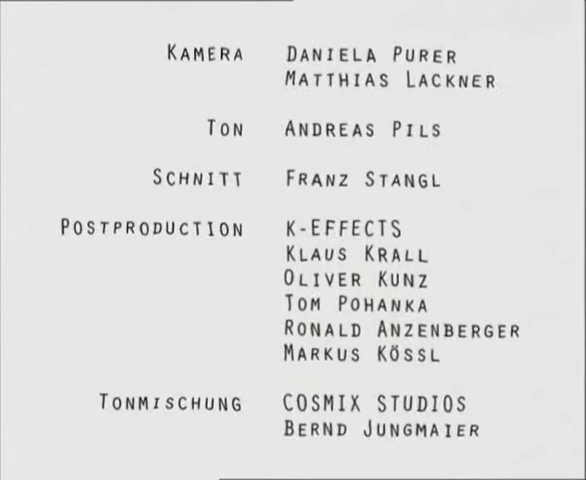 KAMERA DANIELA PURER
MATTHIAS LACKNER
TON ANDREAS PILS
SCHNITT FRANZ STANGL
POSTPRODUCTION K-EFFECTS
KLAUS KRALL
OLIVER KUNZ
TOM POHANKA
RONALD ANZENBERGER
MARKUS KÖSSL
TONMISCHUNG COSMIX STUDIOS
BERND JUNGMAIER